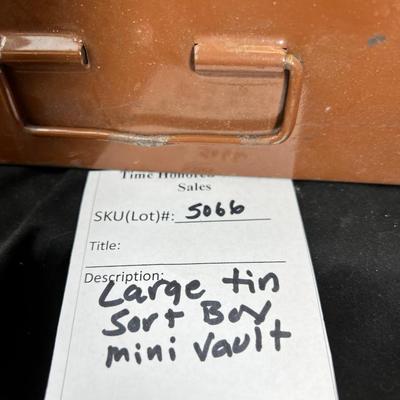 Time Honored
Sales
SKU(Lot)#: 5066
Title:
Description:
Large tin
Sort Box
mini vault